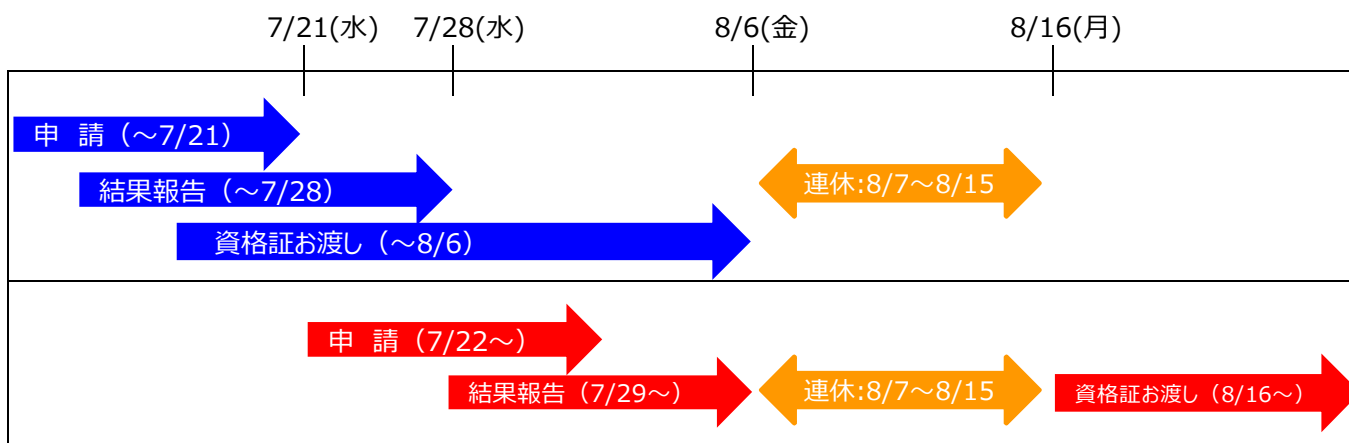 7/21(水) 7/28(水) 8/6(金) 8/16(月)
申 請（～7/21）
結果報告（～7/28）
連休:8/7～8/15
資格証お渡し（～8/6）
申 請（7/22～）
結果報告（7/29～） 連休:8/7～8/15 資格証お渡し（8/16～）